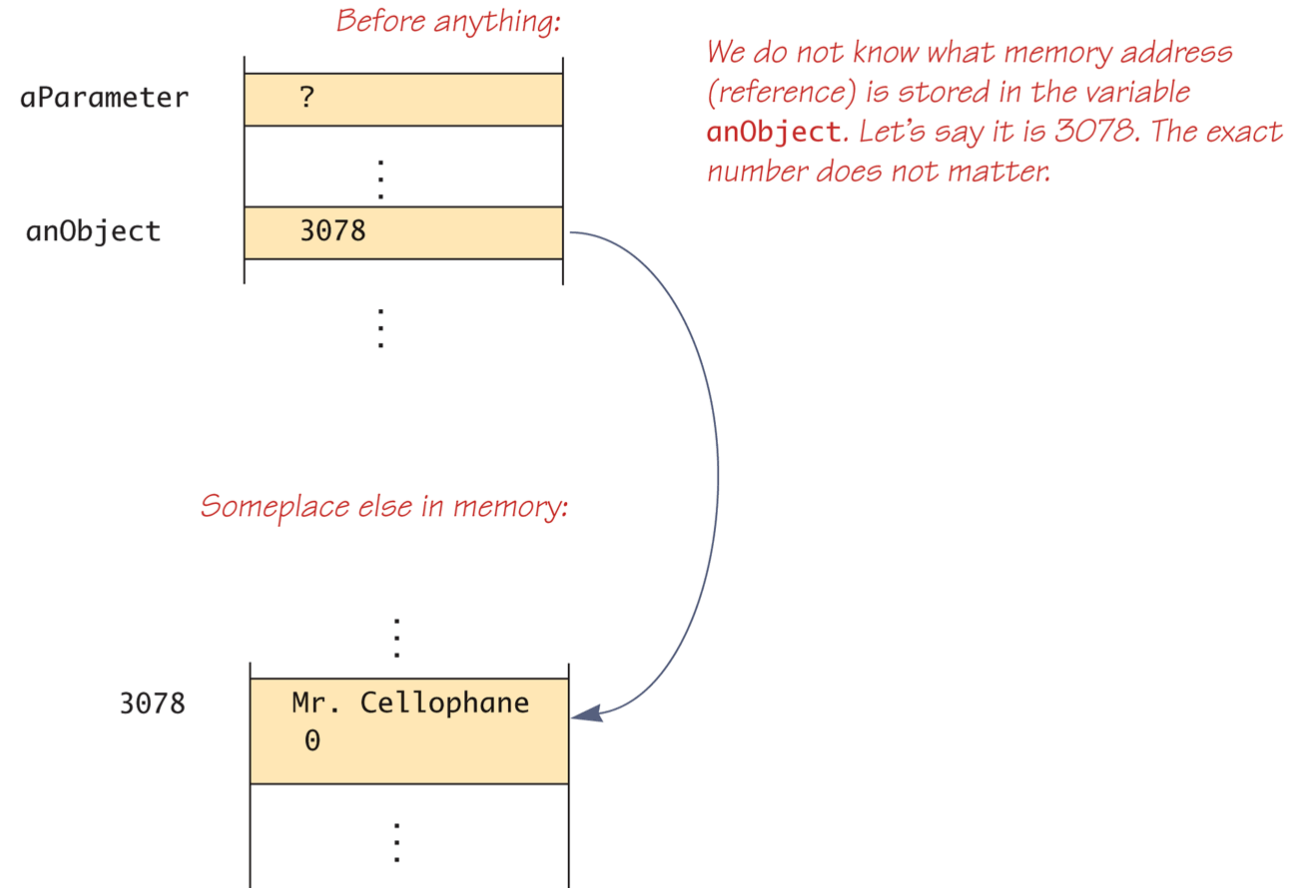 Before anything:
We do not know what memory address
(reference) is stored in the variable
anObject. Let's say it is 3078. The exact
number does not matter.
aParameter
?
anObject
3078
Someplace else in memory:
3078
Mr. Cellophane
0